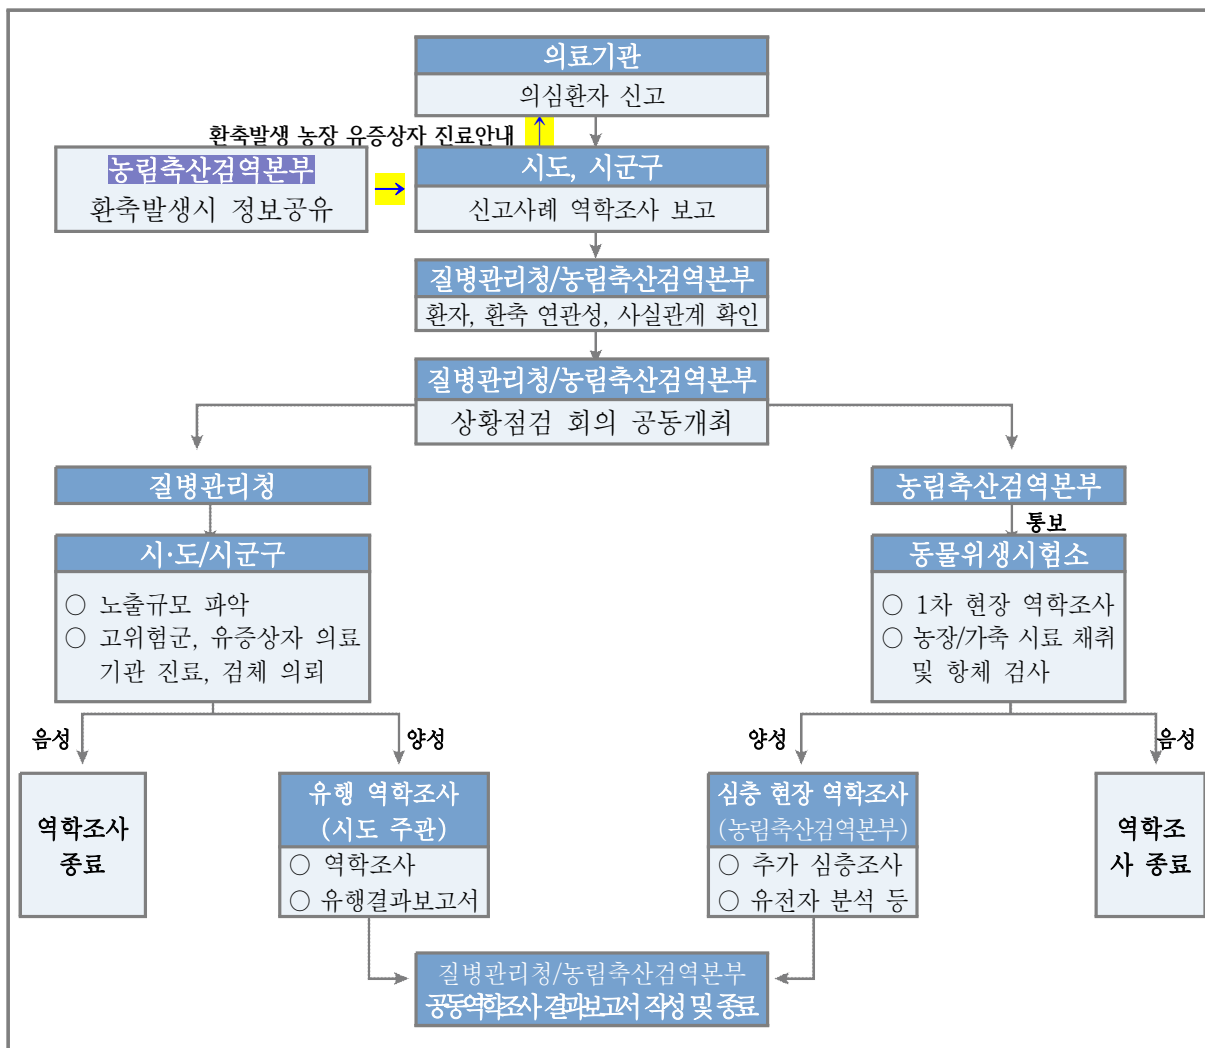 의료기관
의심환자 신고
환축발생 농장 유증상자 진료안내
농림축산검역본부
환축발생시 정보공유
시도, 시군구
신고사례 역학조사 보고
질병관리청/농림축산검역본부
환자, 환축 연관성, 사실관계 확인
질병관리청/농림축산검역본부
상황점검 회의 공동개최
질병관리청
시·도/시군구
○ 노출규모 파악
○ 고위험군, 유증상자 의료
기관 진료, 검체 의뢰
음성
양성
역학조사
종료
유행 역학조사
(시도 주관)
○ 역학조사
○ 유행결과보고서
농림축산검역본부
통보
동물위생시험소
○ 1차 현장 역학조사
○ 농장/가축 시료 채취
및 항체 검사
양성
음성
심층 현장 역학조사
(농림축산검역본부)
○ 추가 심층조사
○ 유전자 분석 등
역학조
사 종료
질병관리청/농림축산검역본부
공동역학조사 결과보고서 작성 및 종료